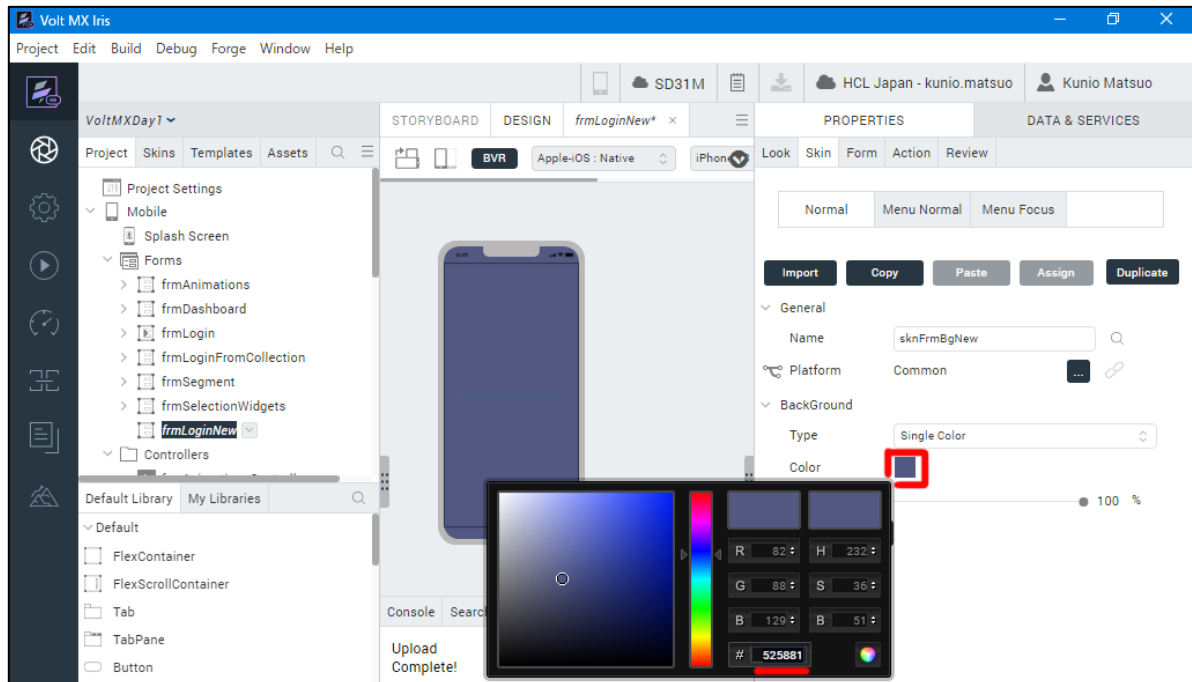 Volt MX Iris
Project Edit Build Debug Forge Window Help
SD31M HCL Japan - kunio.matsuo Kunio Matsuo
VoltMXDay1
STORYBOARD DESIGN frmLoginNew* × PROPERTIES DATA & SERVICES
Project Skins Templates Assets
BVR Apple-iOS : Native
Look Skin Form Action Review
Project Settings
Mobile
Splash Screen
Forms
frmAnimations
frmDashboard
frmLogin
frmLoginFromCollection
frmSegment
frmSelectionWidgets
frmLoginNew
Controllers
Default Library My Libraries
Default
FlexContainer
FlexScrollContainer
Tab
TabPane
Button
Console
Upload
Complete!
Normal Menu Normal Menu Focus
Import Copy Paste Assign Duplicate
General
Name sknFrmBgNew
Platform Common ...
BackGround
Type Single Color
Color
100 %
R 82 H 232
G 88 S 36
B 129 B 51
# 525881